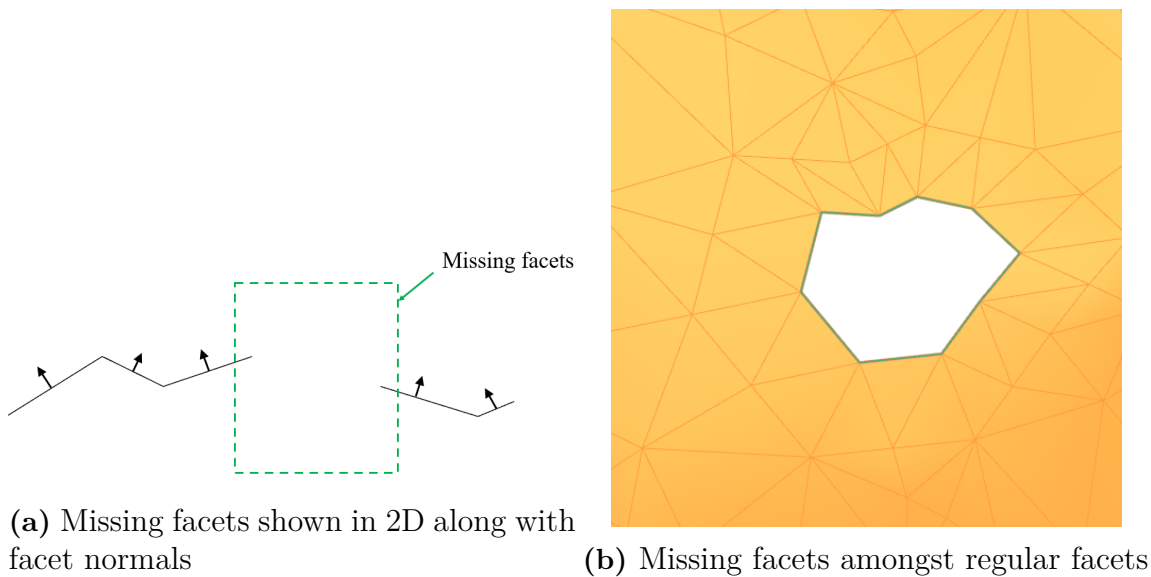 Missing facets
(a) Missing facets shown in 2D along with
facet normals
(b) Missing facets amongst regular facets